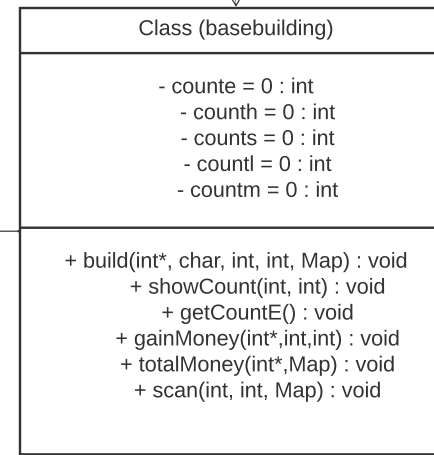 Class (basebuilding)
- counte = 0 : int
- counth = 0 : int
- counts = 0 : int
- countl = 0 : int
- countm = 0 : int
+ build(int*, char, int, int, Map) : void
+ showCount(int, int) : void
+ getCountE() : void
+ gainMoney(int*,int,int) : void
+ totalMoney(int*,Map) : void
+ scan(int, int, Map) : void